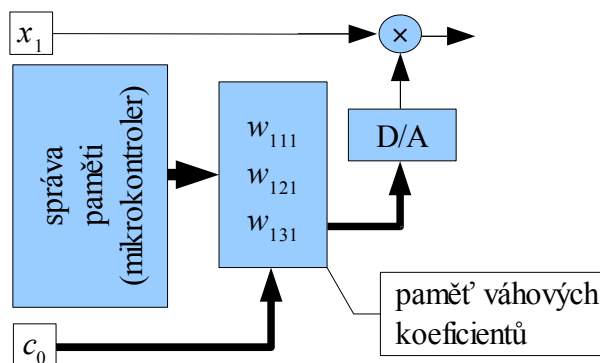 x₁
×
správa
paměti
(mikrokontroler)
w₁₁₁
w₁₂₁
w₁₃₁
D/A
paměť váhových
koeficientů
c₀